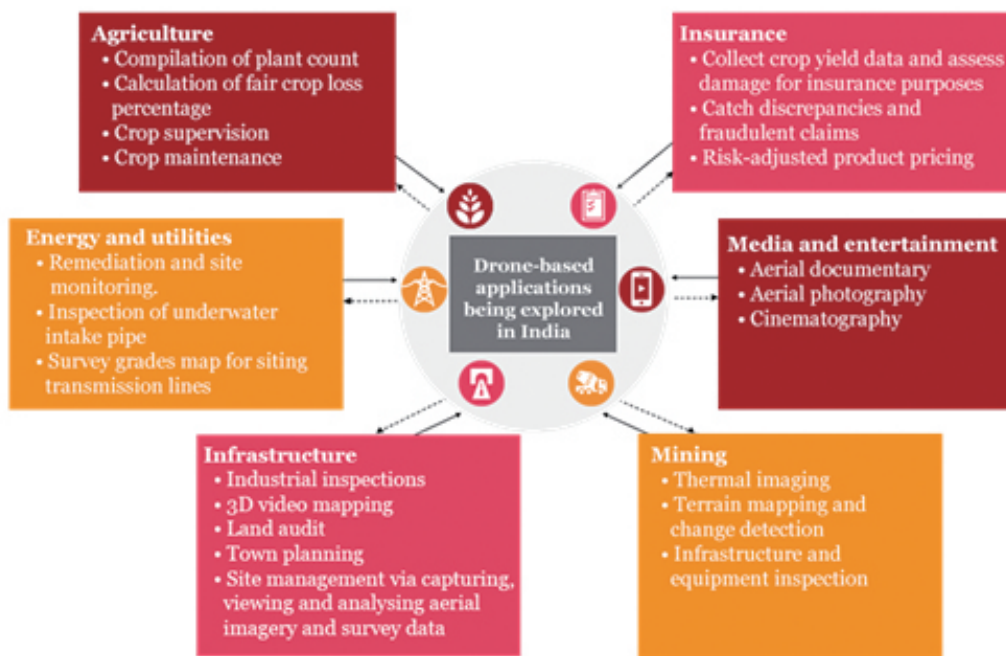 Agriculture
• Compilation of plant count
• Calculation of fair crop loss
percentage
• Crop supervision
• Crop maintenance
Insurance
• Collect crop yield data and assess
damage for insurance purposes
• Catch discrepancies and
fraudulent claims
• Risk-adjusted product pricing
Energy and utilities
• Remediation and site
monitoring.
• Inspection of underwater
intake pipe
• Survey grades map for siting
transmission lines
Drone-based
applications
being explored
in India
Media and entertainment
• Aerial documentary
• Aerial photography
• Cinematography
Infrastructure
• Industrial inspections
• 3D video mapping
• Land audit
• Town planning
• Site management via capturing,
viewing and analysing aerial
imagery and survey data
Mining
• Thermal imaging
• Terrain mapping and
change detection
• Infrastructure and
equipment inspection